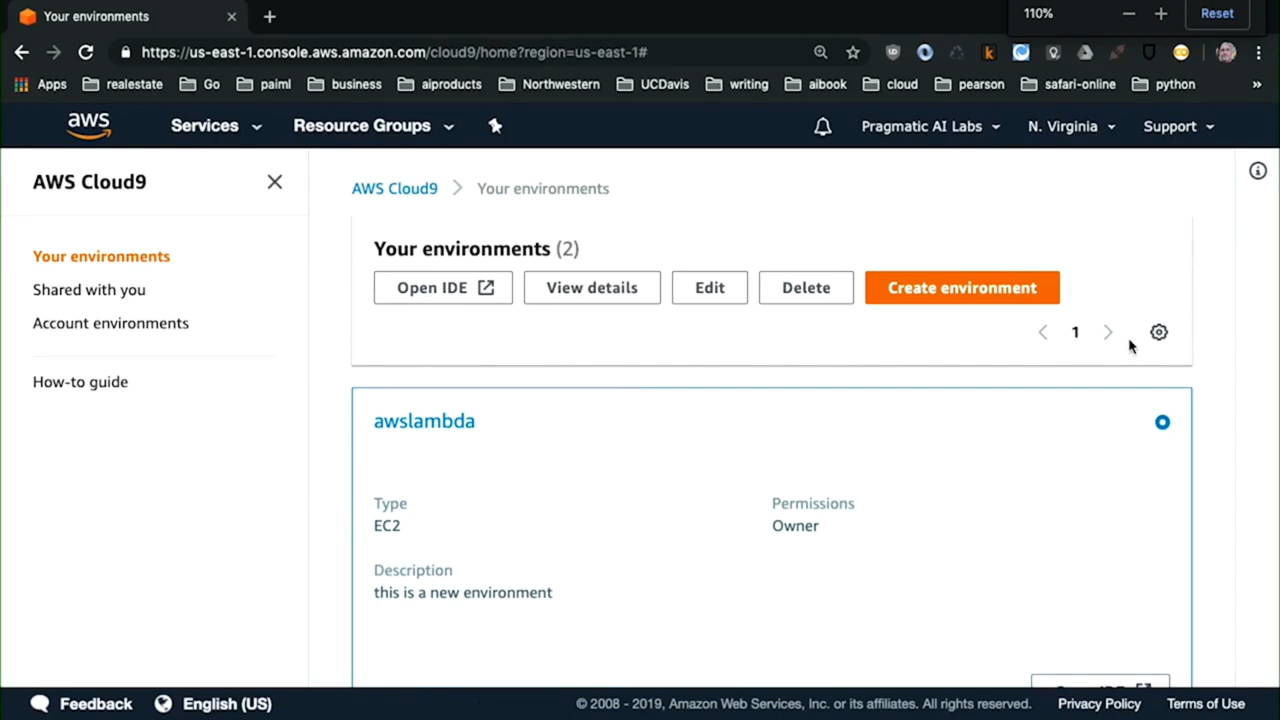 Your environments
110%
Reset
https://us-east-1.console.aws.amazon.com/cloud9/home?region=us-east-1#
Apps realestate Go paiml business aiproducts Northwestern UCDavis writing aibook cloud pearson safari-online python »
aws Services Resource Groups Pragmatic AI Labs N. Virginia Support
AWS Cloud9
Your environments
Shared with you
Account environments
How-to guide
AWS Cloud9 > Your environments
Your environments (2)
Open IDE View details Edit Delete Create environment
1
awslambda
Type
EC2
Permissions
Owner
Description
this is a new environment
Feedback English (US) © 2008 - 2019, Amazon Web Services, Inc. or its affiliates. All rights reserved. Privacy Policy Terms of Use